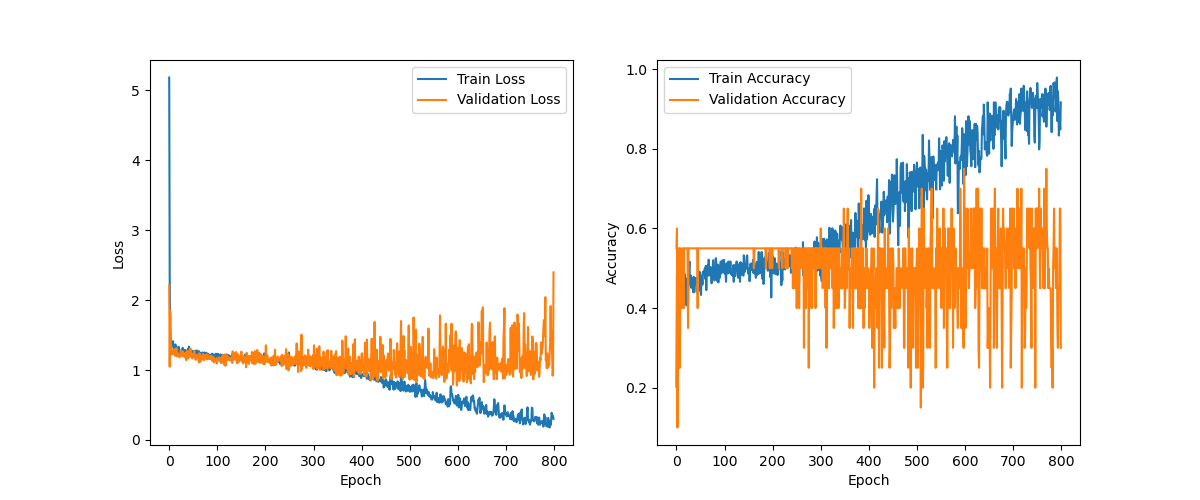 Train Loss
Validation Loss
5
4
3
2
1
0
Loss
0 100 200 300 400 500 600 700 800
Epoch
Train Accuracy
Validation Accuracy
1.0
0.8
0.6
0.4
0.2
Accuracy
0 100 200 300 400 500 600 700 800
Epoch